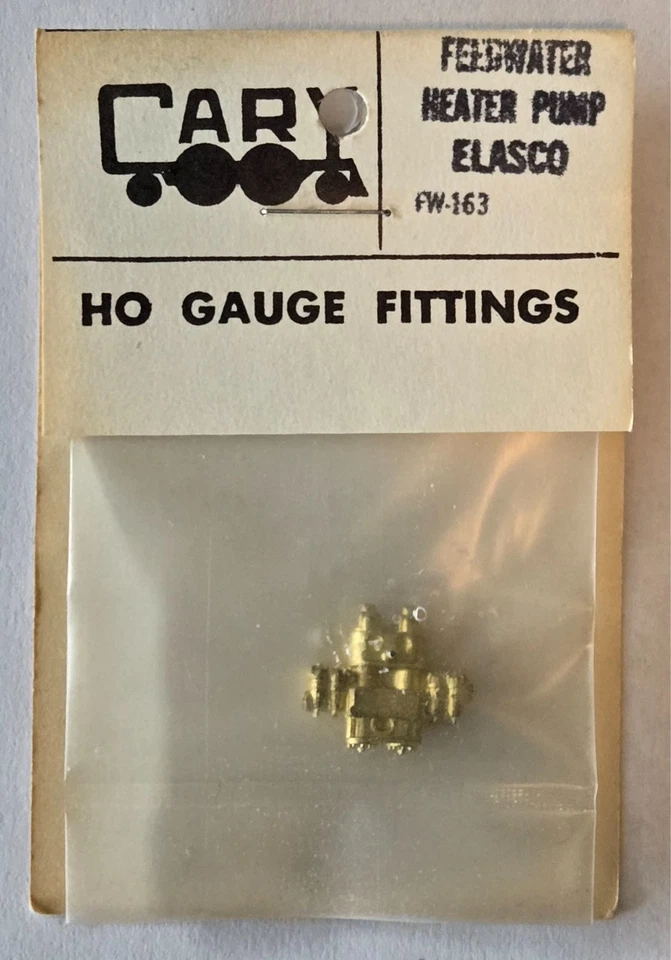 CARY
FEEDWATER
HEATER PUMP
ELASCO
FW-163
HO GAUGE FITTINGS